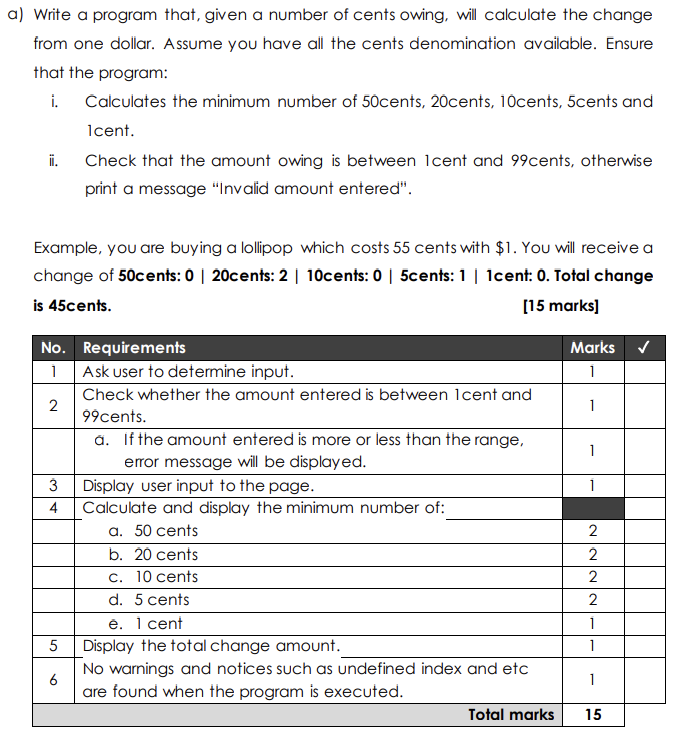 a) Write a program that, given a number of cents owing, will calculate the change
from one dollar. Assume you have all the cents denomination available. Ensure
that the program:
i. Calculates the minimum number of 50cents, 20cents, 10cents, 5cents and
1cent.
ii. Check that the amount owing is between 1cent and 99cents, otherwise
print a message "Invalid amount entered".
Example, you are buying a lollipop which costs 55 cents with $1. You will receive a
change of 50cents: 0 | 20cents: 2 | 10cents: 0 | 5cents: 1 | 1cent: 0. Total change
is 45cents. [15 marks]
No. Requirements Marks ✓
1 Ask user to determine input. 1
2 Check whether the amount entered is between 1cent and
99cents. 1
a. If the amount entered is more or less than the range,
error message will be displayed. 1
3 Display user input to the page. 1
4 Calculate and display the minimum number of:
a. 50 cents 2
b. 20 cents 2
c. 10 cents 2
d. 5 cents 2
e. 1 cent 1
5 Display the total change amount. 1
6 No warnings and notices such as undefined index and etc
are found when the program is executed. 1
Total marks 15